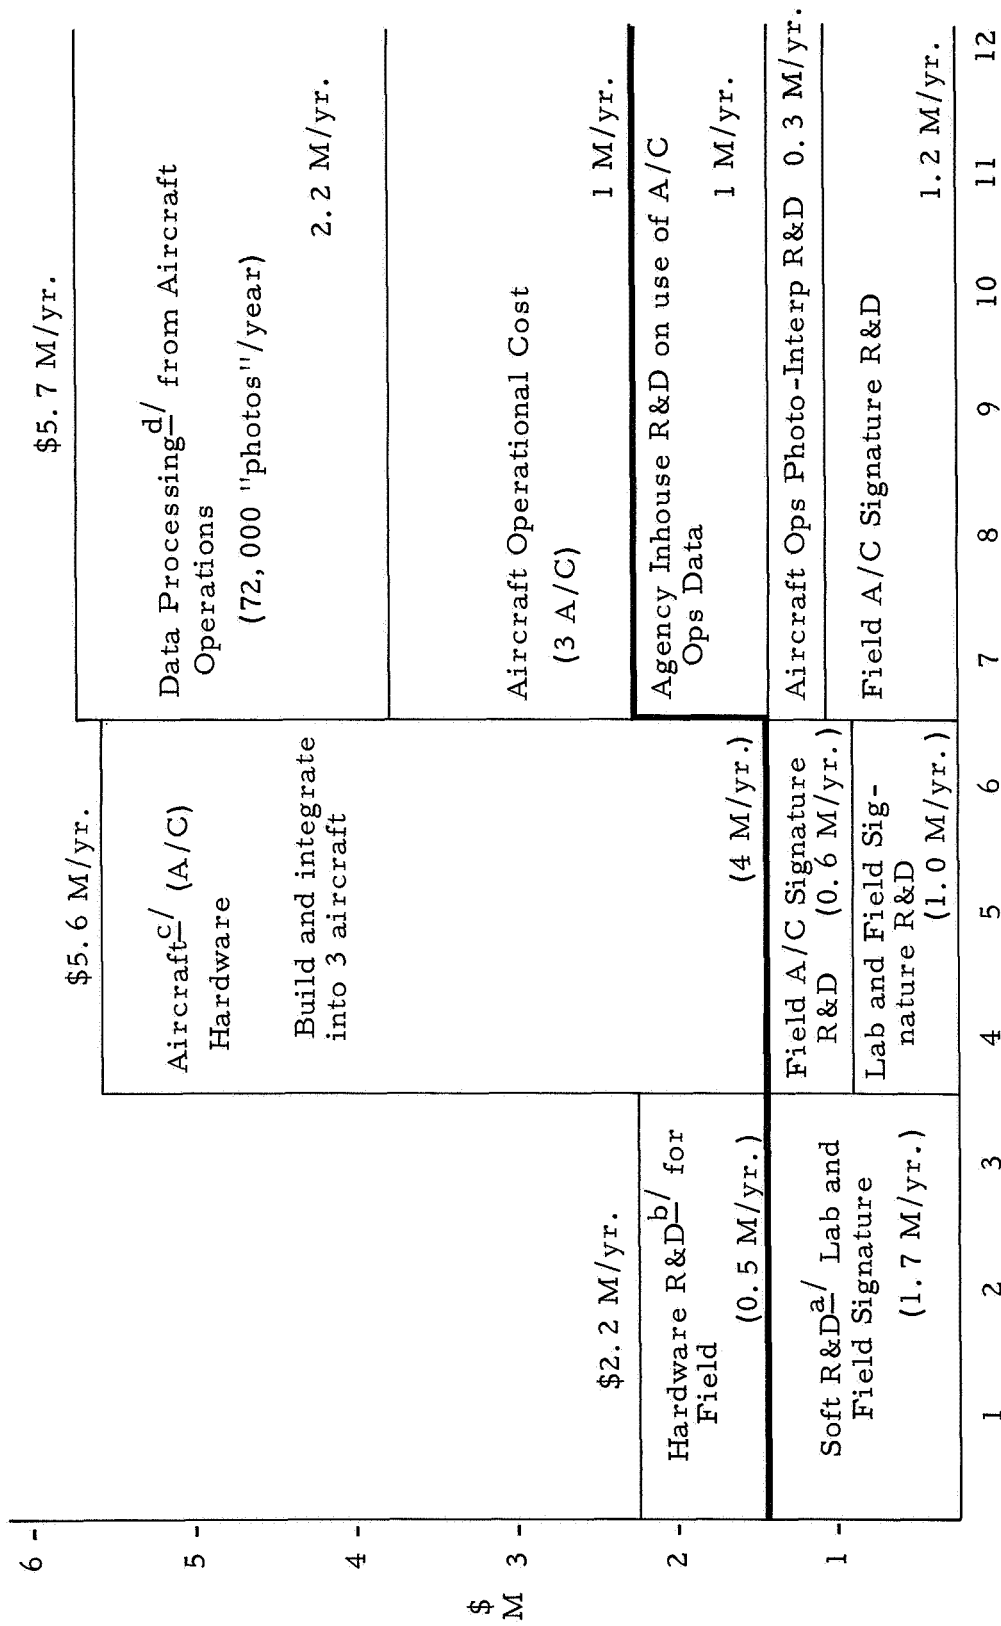 $5.7 M/yr.
$5.6 M/yr.
$2.2 M/yr.
6 -
5 -
4 -
3 -
2 -
1 -
$
M
Hardware R&D b/ for
Field
(0.5 M/yr.)
Soft R&D a/ Lab and
Field Signature
(1.7 M/yr.)
Aircraft c/ (A/C)
Hardware
Build and integrate
into 3 aircraft
(4 M/yr.)
Field A/C Signature
R&D (0.6 M/yr.)
Lab and Field Sig-
nature R&D
(1.0 M/yr.)
Data Processing d/ from Aircraft
Operations
(72,000 "photos"/year)
2.2 M/yr.
Aircraft Operational Cost
(3 A/C)
1 M/yr.
Agency Inhouse R&D on use of A/C
Ops Data
1 M/yr.
Aircraft Ops Photo-Interp R&D 0.3 M/yr.
Field A/C Signature R&D
1.2 M/yr.
1 2 3 4 5 6 7 8 9 10 11 12